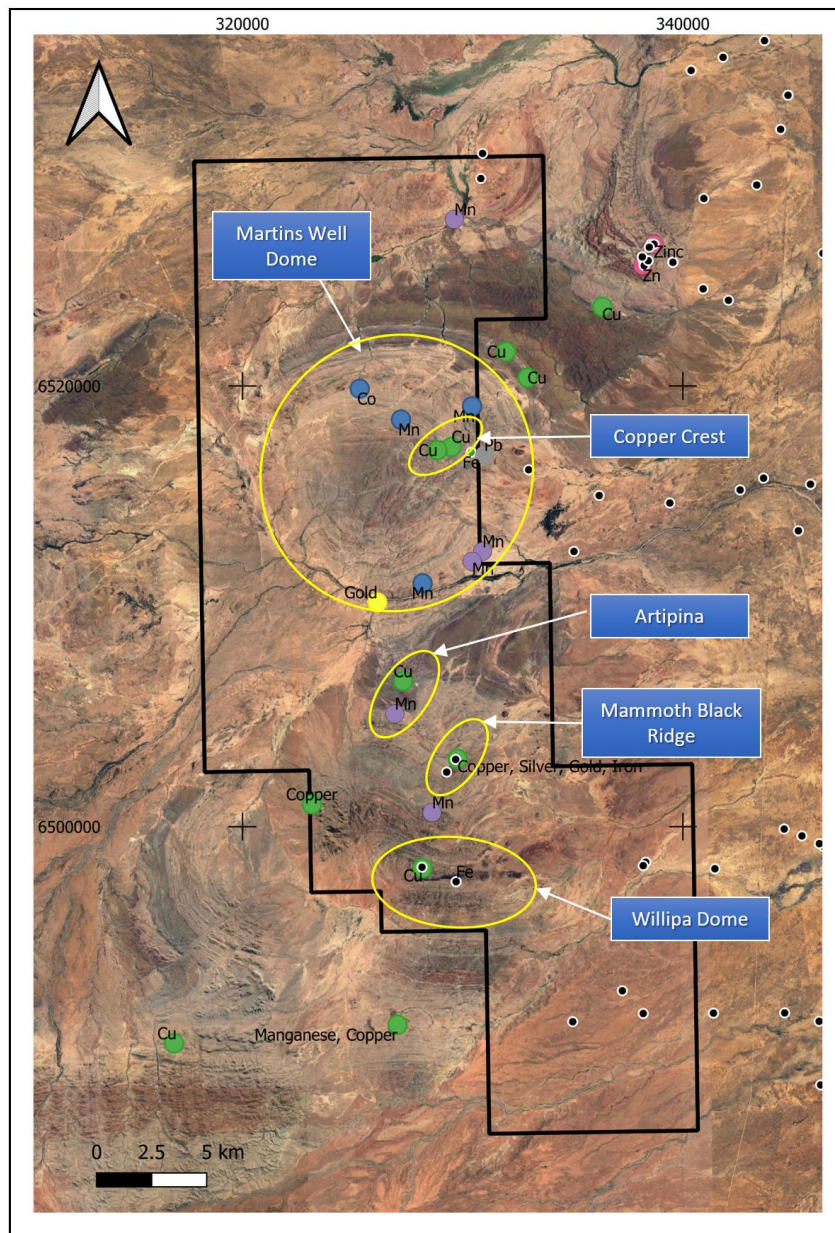 320000
340000
Mn
Martins Well
Dome
Zinc
Zn
Cu
Cu
Cu
6520000
Co
Mn
Mn
Cu
Cu
Pb
Fe
Copper Crest
Mn
Mn
Mn
Gold
Artipina
Cu
Mn
Mammoth Black
Ridge
Copper, Silver, Gold, Iron
Copper
Mn
6500000
Cu
Fe
Willipa Dome
Manganese, Copper
Cu
0 2.5 5 km